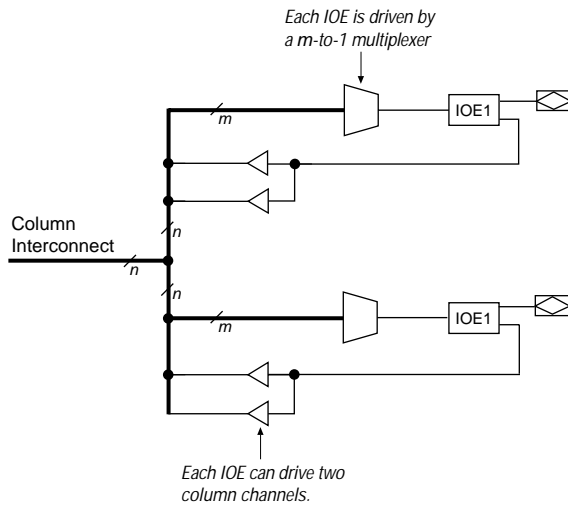 Each IOE is driven by
a m-to-1 multiplexer
m
IOE1
Column
Interconnect
n
n
n
m
IOE1
Each IOE can drive two
column channels.